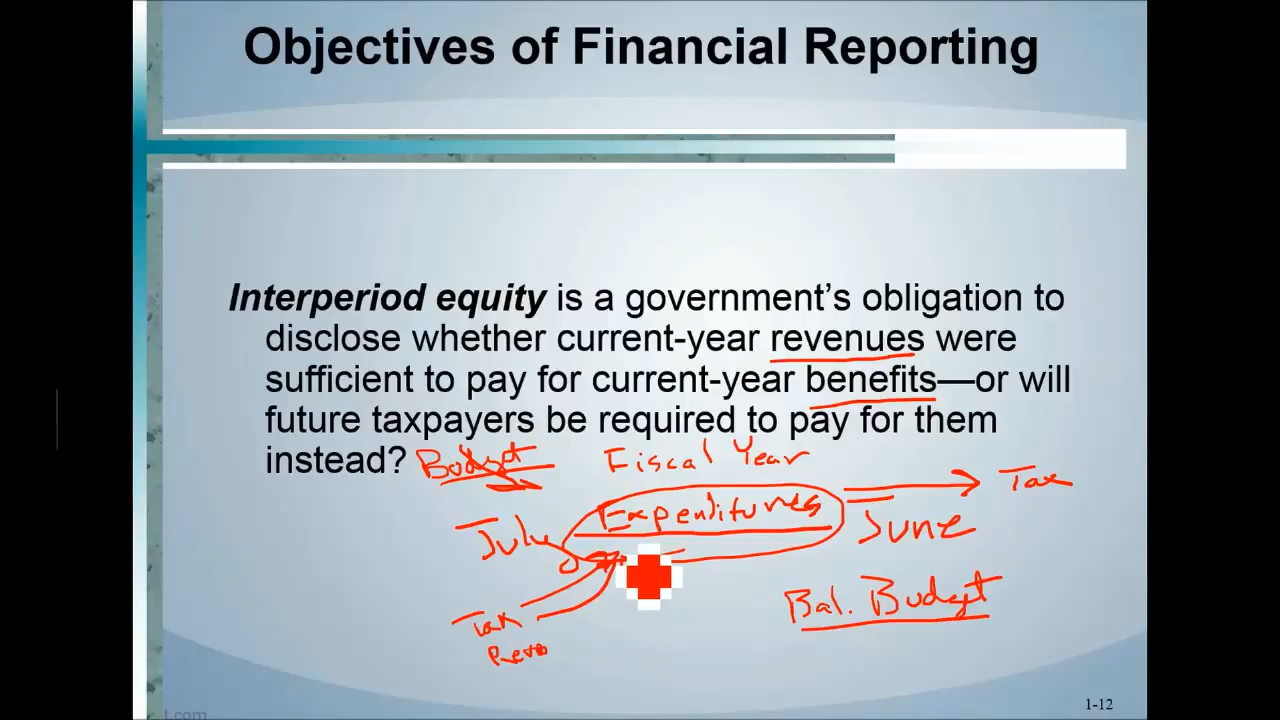 Objectives of Financial Reporting
Interperiod equity is a government's obligation to
disclose whether current-year revenues were
sufficient to pay for current-year benefits—or will
future taxpayers be required to pay for them
instead? Budget Fiscal Year
Expenditures Tax
July June
Bal. Budget
Tax
1-12
t.com